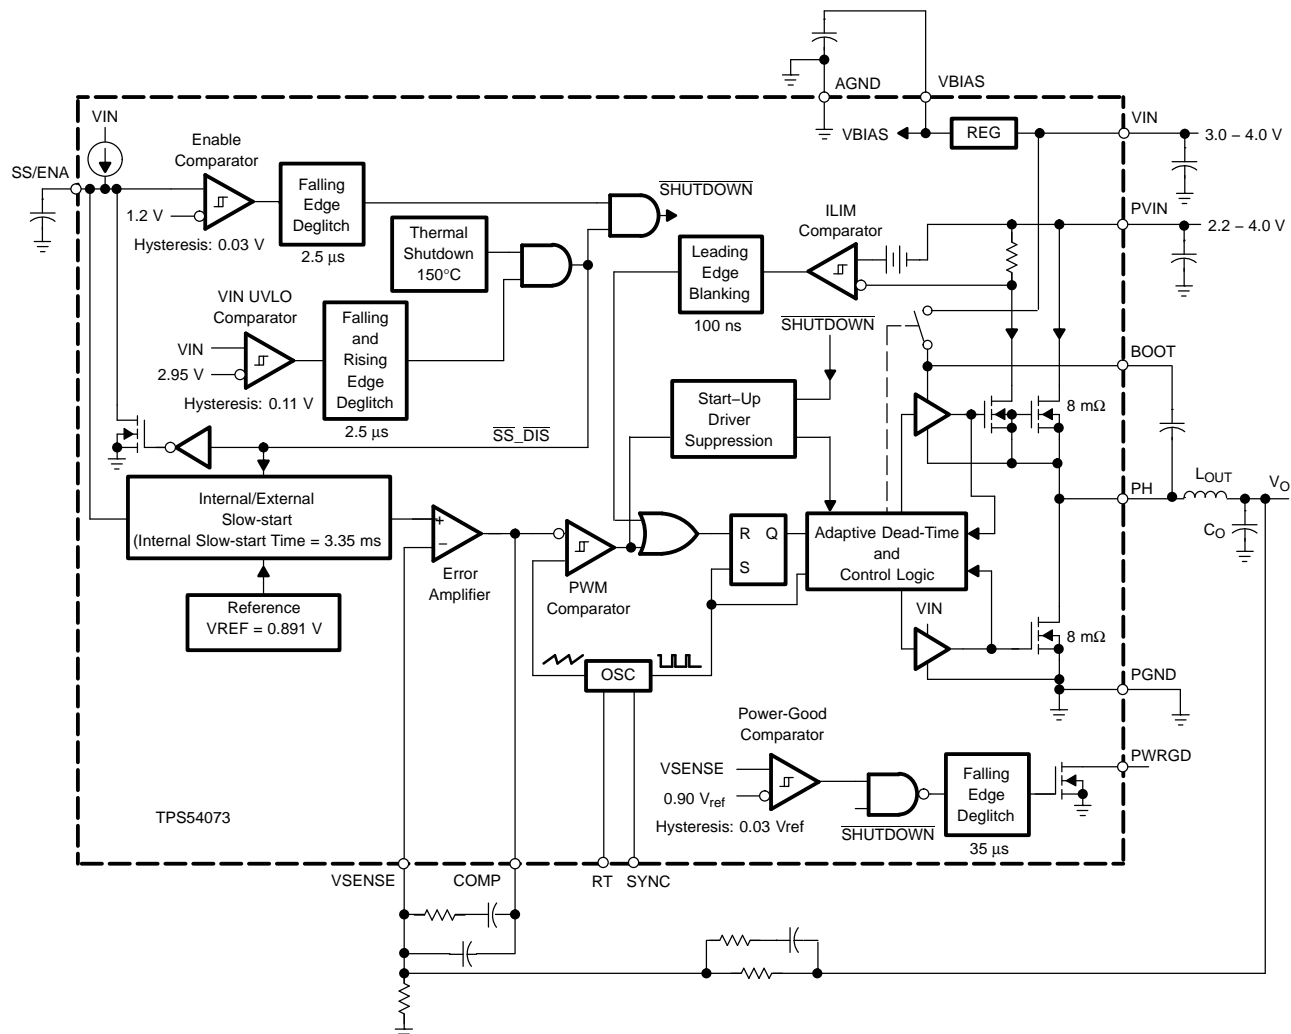 AGND
VBIAS
VIN
VIN
VBIAS
REG
3.0 – 4.0 V
Enable
Comparator
SS/ENA
Falling
Edge
Deglitch
2.5 µs
1.2 V
Hysteresis: 0.03 V
SHUTDOWN
Thermal
Shutdown
150°C
ILIM
Comparator
PVIN
2.2 – 4.0 V
Leading
Edge
Blanking
100 ns
VIN UVLO
Comparator
VIN
2.95 V
Hysteresis: 0.11 V
Falling
and
Rising
Edge
Deglitch
2.5 µs
SHUTDOWN
BOOT
Start–Up
Driver
Suppression
8 mΩ
SS_DIS
PH
LOUT
VO
CO
Internal/External
Slow-start
(Internal Slow-start Time = 3.35 ms
+
−
Error
Amplifier
PWM
Comparator
R
Q
S
Adaptive Dead-Time
and
Control Logic
Reference
VREF = 0.891 V
VIN
8 mΩ
OSC
PGND
Power-Good
Comparator
VSENSE
0.90 Vref
Hysteresis: 0.03 Vref
SHUTDOWN
Falling
Edge
Deglitch
35 µs
PWRGD
TPS54073
VSENSE
COMP
RT
SYNC